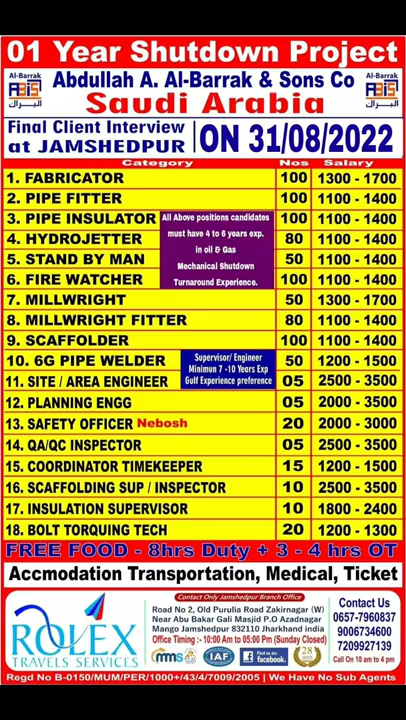 01 Year Shutdown Project
Al-Barrak
ABIS
البراك
Abdullah A. Al-Barrak & Sons Co
Saudi Arabia
Al-Barrak
ABIS
البراك
Final Client Interview
at JAMSHEDPUR
ON 31/08/2022
Category Nos Salary
1. FABRICATOR 100 1300 - 1700
2. PIPE FITTER 100 1100 - 1400
3. PIPE INSULATOR 100 1100 - 1400
4. HYDROJETTER 80 1100 - 1400
5. STAND BY MAN 50 1100 - 1400
6. FIRE WATCHER 100 1100 - 1400
All Above positions candidates
must have 4 to 6 years exp.
in oil & Gas
Mechanical Shutdown
Turnaround Experience.
7. MILLWRIGHT 50 1300 - 1700
8. MILLWRIGHT FITTER 80 1100 - 1400
9. SCAFFOLDER 100 1100 - 1400
10. 6G PIPE WELDER 50 1200 - 1500
11. SITE / AREA ENGINEER 05 2500 - 3500
Supervisor/ Engineer
Minimun 7 -10 Years Exp
Gulf Experience preference
12. PLANNING ENGG 05 2000 - 3500
13. SAFETY OFFICER Nebosh 20 2000 - 3000
14. QA/QC INSPECTOR 05 2500 - 3500
15. COORDINATOR TIMEKEEPER 15 1200 - 1500
16. SCAFFOLDING SUP / INSPECTOR 10 2500 - 3500
17. INSULATION SUPERVISOR 10 1800 - 2400
18. BOLT TORQUING TECH 20 1200 - 1300
FREE FOOD - 8hrs Duty + 3 - 4 hrs OT
Accmodation Transportation, Medical, Ticket
ROLEX
TRAVELS SERVICES
Contact Only Jamshedpur Branch Office
Road No 2, Old Purulia Road Zakirnagar (W)
Near Abu Bakar Gali Masjid P.O Azadnagar
Mango Jamshedpur 832110 Jharkhand india
Office Timing :- 10:00 Am to 05:00 Pm (Sunday Closed)
IAF
Find us on
facebook.
28
Contact Us
0657-7960837
9006734600
7209927139
Call On 10 am to 4 pm
Regd No B-0150/MUM/PER/1000+/43/4/7009/2005 | We Have No Sub Agents